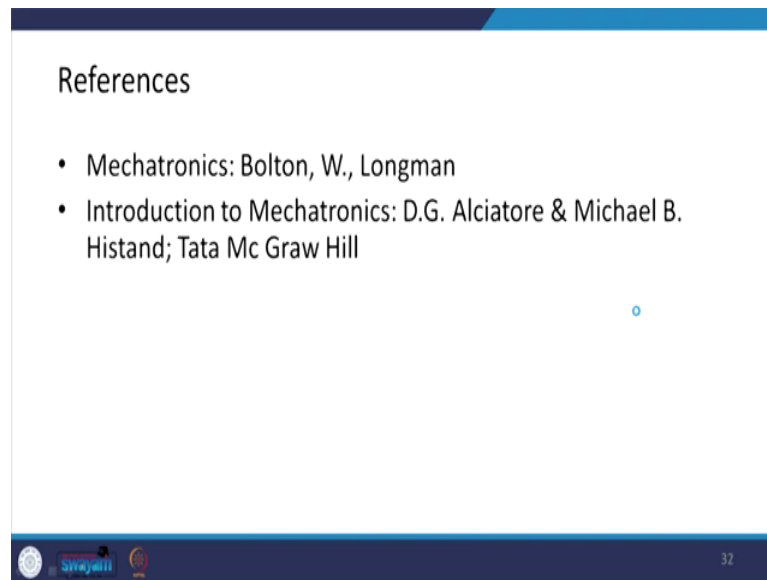 References
• Mechatronics: Bolton, W., Longman
• Introduction to Mechatronics: D.G. Alciatore & Michael B.
Histand; Tata Mc Graw Hill
swayam
32